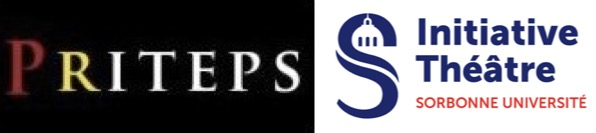 PRITEPS
Initiative
Théâtre
SORBONNE UNIVERSITÉ